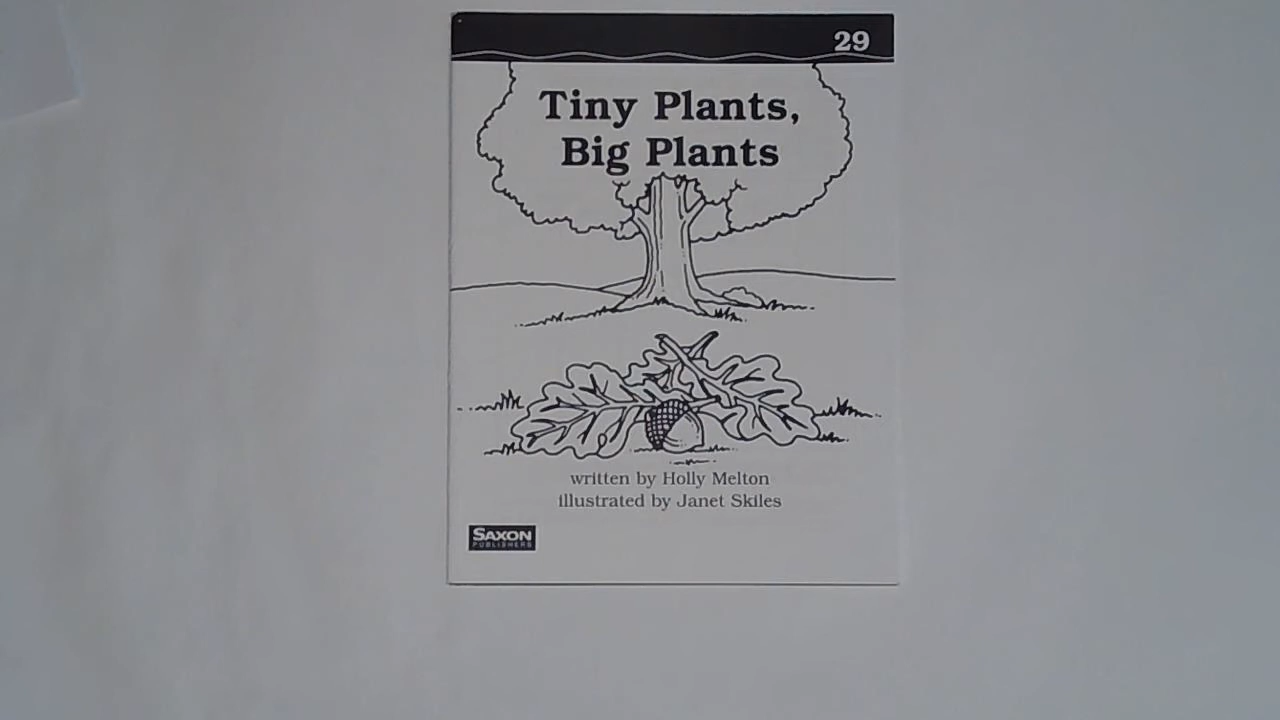 29
Tiny Plants,
Big Plants
written by Holly Melton
illustrated by Janet Skiles
SAXON
PUBLISHERS